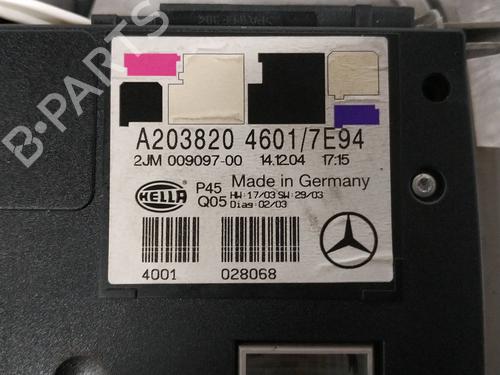 A203820 4601/7E94
2JM 009097-00 14.12.04 17:15
HELLA
P45 Made in Germany
Q05 HW:17/03 SW:29/03
Diag:02/03
4001 028068
B-PARTS